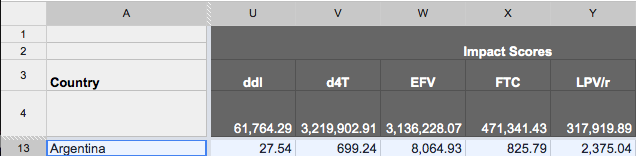 A U V W X Y
1
2 Impact Scores
3 Country ddI d4T EFV FTC LPV/r
4 61,764.29 3,219,902.91 3,136,228.07 471,341.43 317,919.89
13 Argentina 27.54 699.24 8,064.93 825.79 2,375.04